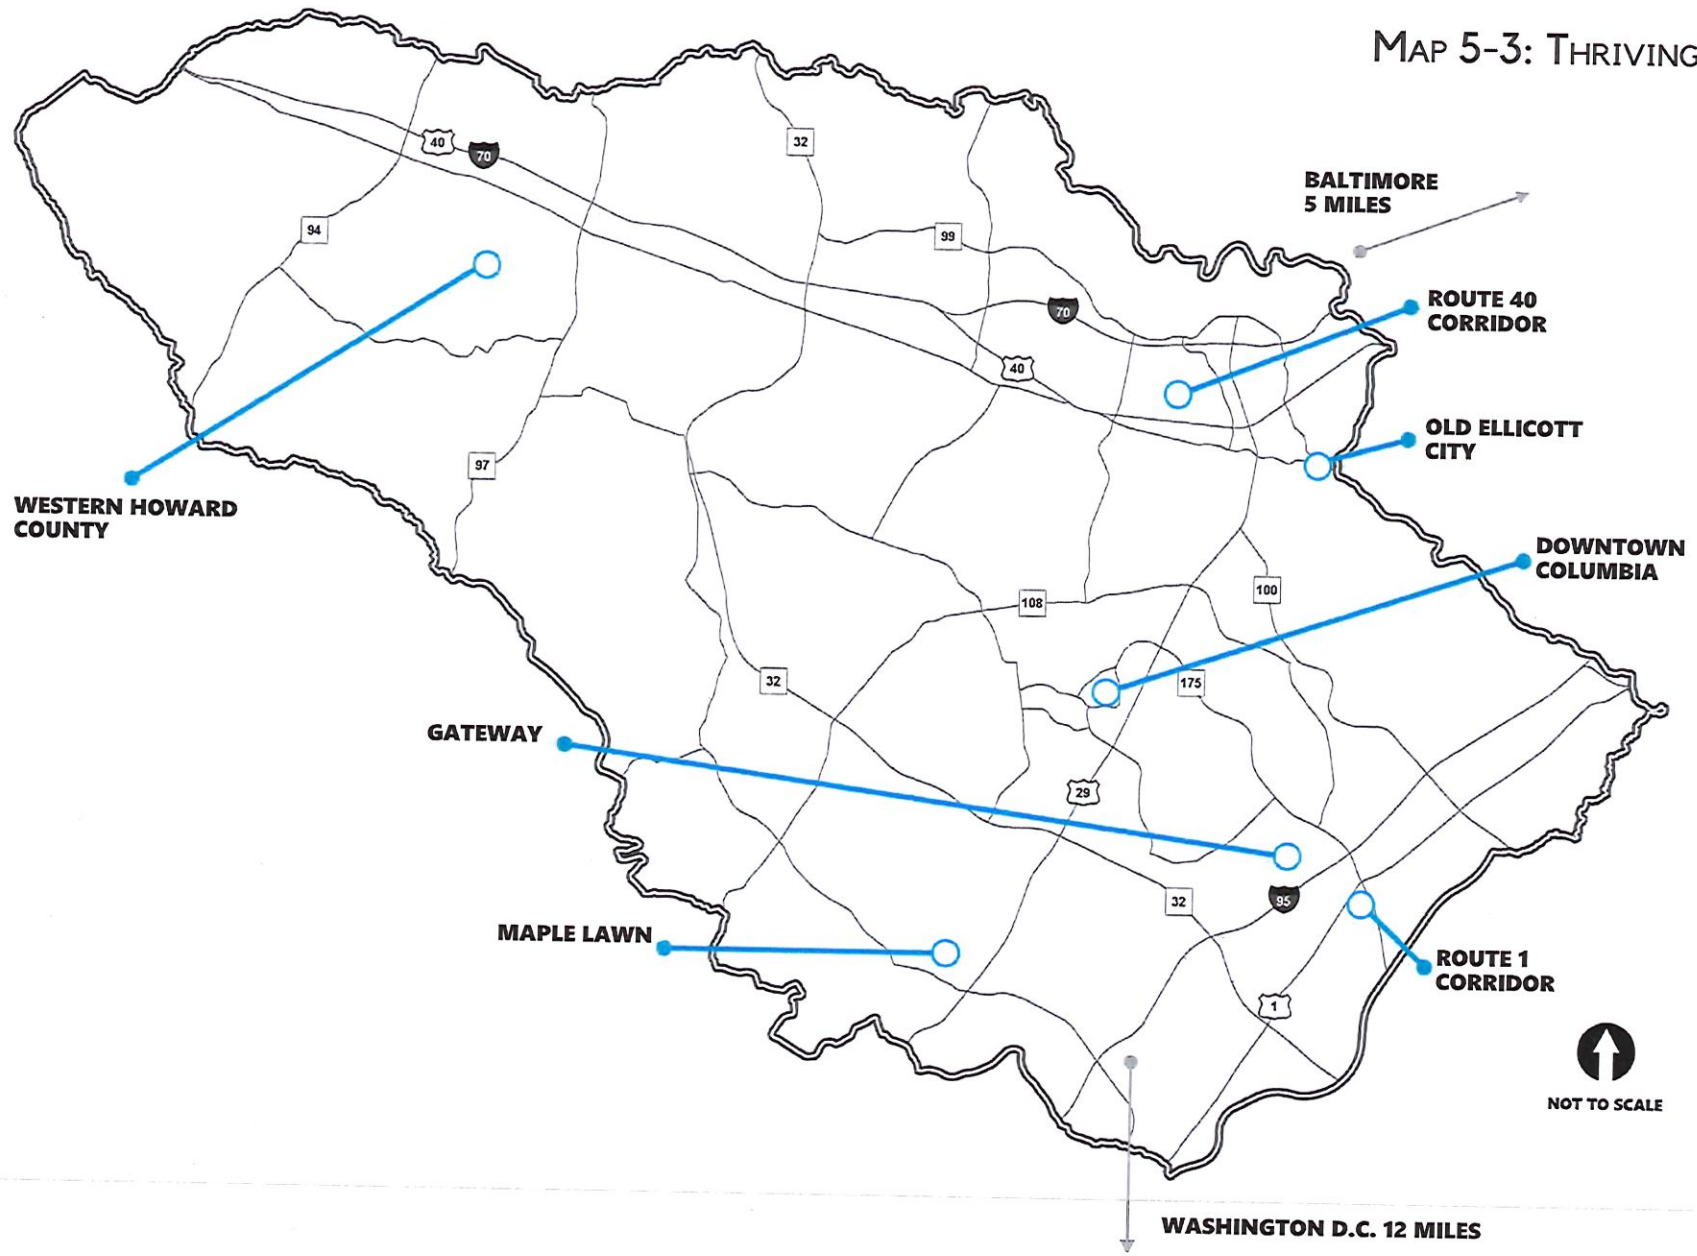 MAP 5-3: THRIVING
40
70
32
94
99
BALTIMORE
5 MILES
70
ROUTE 40
CORRIDOR
40
OLD ELLICOTT
CITY
97
WESTERN HOWARD
COUNTY
DOWNTOWN
COLUMBIA
100
108
32
175
GATEWAY
29
32
95
MAPLE LAWN
ROUTE 1
CORRIDOR
1
NOT TO SCALE
WASHINGTON D.C. 12 MILES